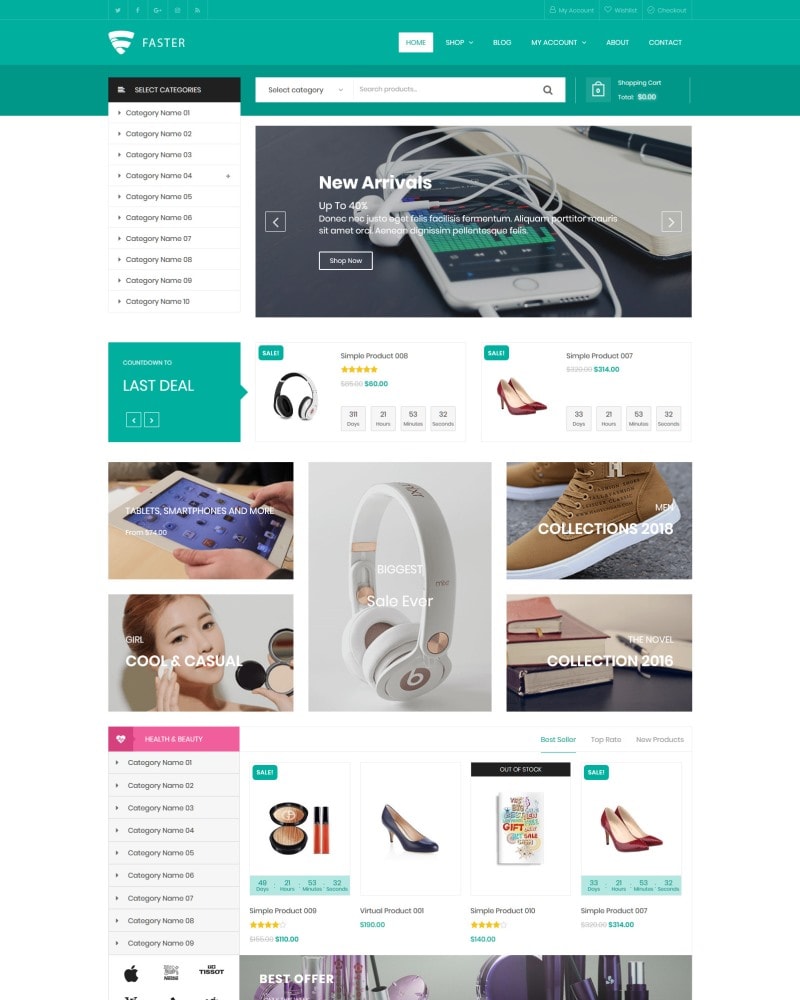 My Account
Wishlist
Checkout
FASTER
HOME
SHOP
BLOG
MY ACCOUNT
ABOUT
CONTACT
SELECT CATEGORIES
Select category
Search products...
0
Shopping Cart
Total: $0.00
Category Name 01
Category Name 02
Category Name 03
Category Name 04 +
Category Name 05
Category Name 06
Category Name 07
Category Name 08
Category Name 09
Category Name 10
New Arrivals
Up To 40%
Donec nec justo eget felis facilisis fermentum. Aliquam porttitor mauris
sit amet orci. Aenean dignissim pellentesque felis.
Shop Now
COUNTDOWN TO
LAST DEAL
SALE!
Simple Product 008
$85.00 $60.00
311 21 53 32
Days Hours Minutes Seconds
SALE!
Simple Product 007
$320.00 $314.00
33 21 53 32
Days Hours Minutes Seconds
TABLETS, SMARTPHONES AND MORE
From $74.00
BIGGEST
Sale Ever
MEN
COLLECTIONS 2018
GIRL
COOL & CASUAL
THE NOVEL
COLLECTION 2016
HEALTH & BEAUTY
Best Seller
Top Rate
New Products
Category Name 01
Category Name 02
Category Name 03
Category Name 04
Category Name 05
Category Name 06
Category Name 07
Category Name 08
Category Name 09
SALE!
49 21 53 32
Days Hours Minutes Seconds
Simple Product 009
$155.00 $110.00
Virtual Product 001
$190.00
OUT OF STOCK
Simple Product 010
$140.00
SALE!
33 21 53 32
Days Hours Minutes Seconds
Simple Product 007
$320.00 $314.00
TISSOT
BEST OFFER